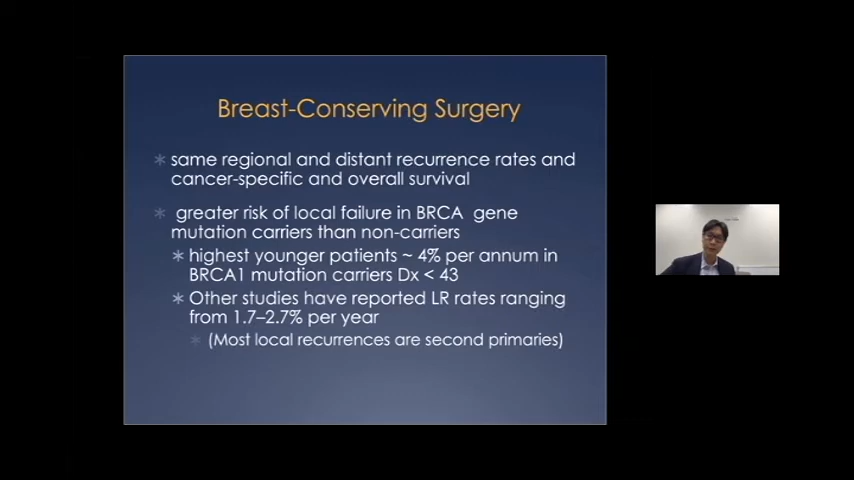 Breast-Conserving Surgery
* same regional and distant recurrence rates and
cancer-specific and overall survival
* greater risk of local failure in BRCA gene
mutation carriers than non-carriers
* highest younger patients ~ 4% per annum in
BRCA1 mutation carriers Dx < 43
* Other studies have reported LR rates ranging
from 1.7–2.7% per year
* (Most local recurrences are second primaries)